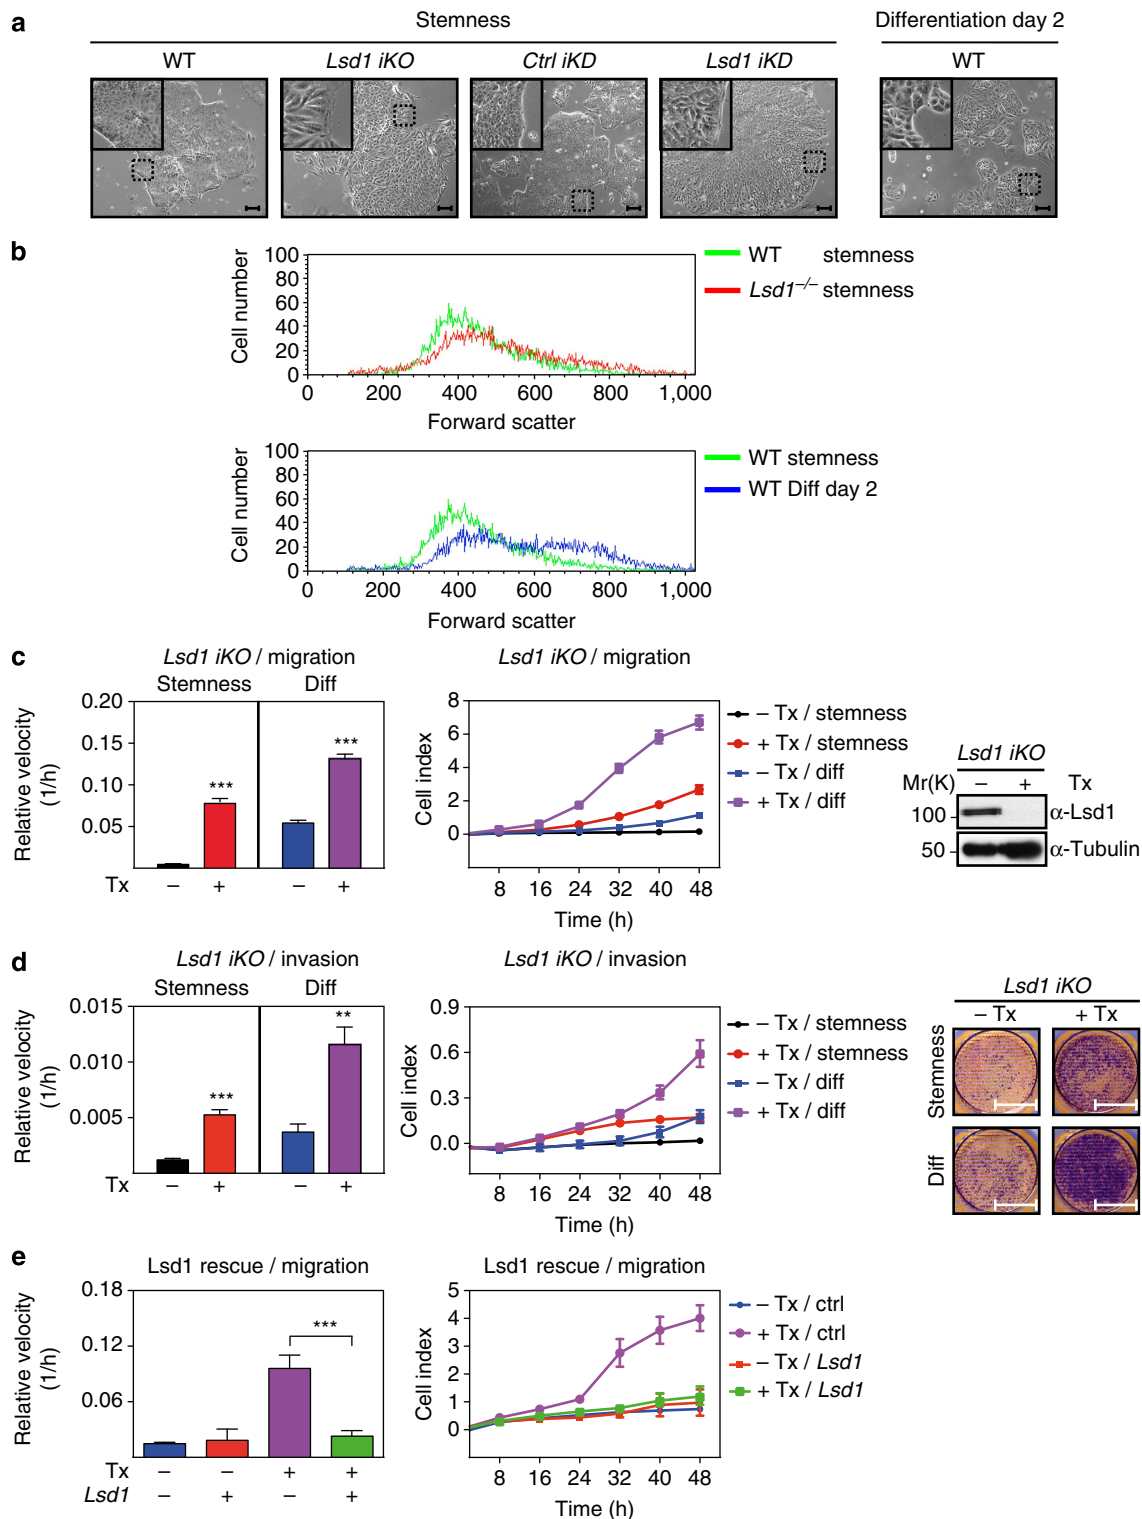 a
Stemness
Differentiation day 2
WT
Lsd1 iKO
Ctrl iKD
Lsd1 iKD
WT
b
Cell number
100
80
60
40
20
0
0 200 400 600 800 1,000
Forward scatter
WT stemness
Lsd1–/– stemness
Cell number
100
80
60
40
20
0
0 200 400 600 800 1,000
Forward scatter
WT stemness
WT Diff day 2
c
Lsd1 iKO / migration
Stemness Diff
Relative velocity
(1/h)
0.20
0.15
0.10
0.05
***
***
Tx – + – +
Lsd1 iKO / migration
Cell index
8
6
4
2
0
8 16 24 32 40 48
Time (h)
– Tx / stemness
+ Tx / stemness
– Tx / diff
+ Tx / diff
Lsd1 iKO
Mr(K) – + Tx
100 α-Lsd1
50 α-Tubulin
d
Lsd1 iKO / invasion
Stemness Diff
Relative velocity
(1/h)
0.015
0.010
0.005
***
**
Tx – + – +
Lsd1 iKO / invasion
Cell index
0.9
0.6
0.3
0.0
8 16 24 32 40 48
Time (h)
– Tx / stemness
+ Tx / stemness
– Tx / diff
+ Tx / diff
Lsd1 iKO
– Tx + Tx
Stemness
Diff
e
Lsd1 rescue / migration
Relative velocity
(1/h)
0.18
0.12
0.06
***
Tx – – + +
Lsd1 – + – +
Lsd1 rescue / migration
Cell index
5
4
3
2
1
0
8 16 24 32 40 48
Time (h)
– Tx / ctrl
+ Tx / ctrl
– Tx / Lsd1
+ Tx / Lsd1